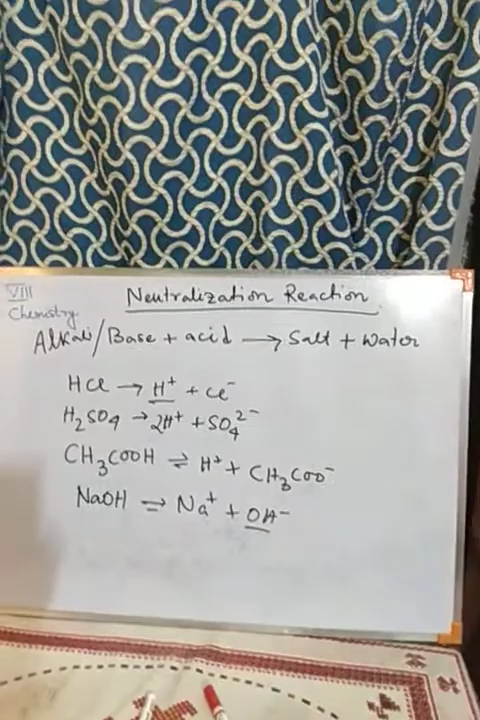 VIII
Chemistry
Neutralization Reaction
Alkali/Base + acid → Salt + Water
HCl → H⁺ + Cl⁻
H₂SO₄ → 2H⁺ + SO₄²⁻
CH₃COOH ⇌ H⁺ + CH₃COO⁻
NaOH ⇌ Na⁺ + OH⁻